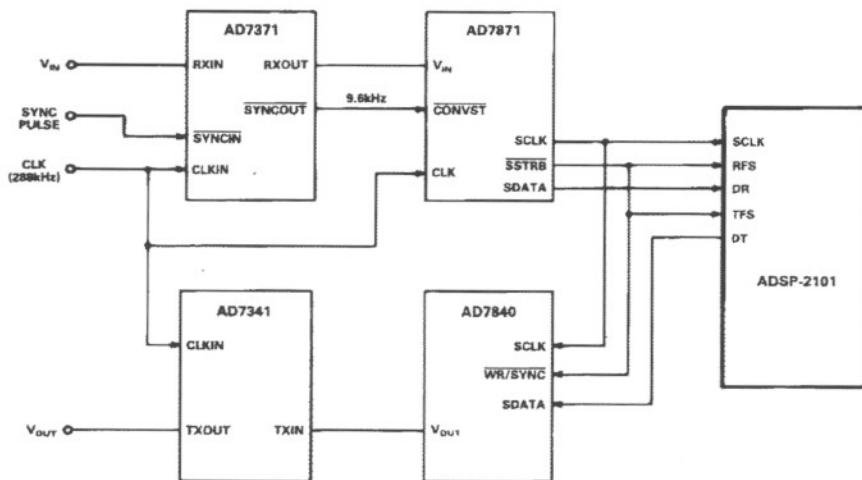 AD7371
AD7871
V_IN
RXIN
RXOUT
V_IN
SYNC
PULSE
SYNCIN
SYNCOUT
9.6kHz
CONVST
CLK
(288kHz)
CLKIN
CLK
SCLK
SSTRB
SDATA
SCLK
RFS
DR
TFS
DT
ADSP-2101
AD7341
AD7840
CLKIN
SCLK
WR/SYNC
SDATA
V_OUT
TXOUT
TXIN
V_OUT